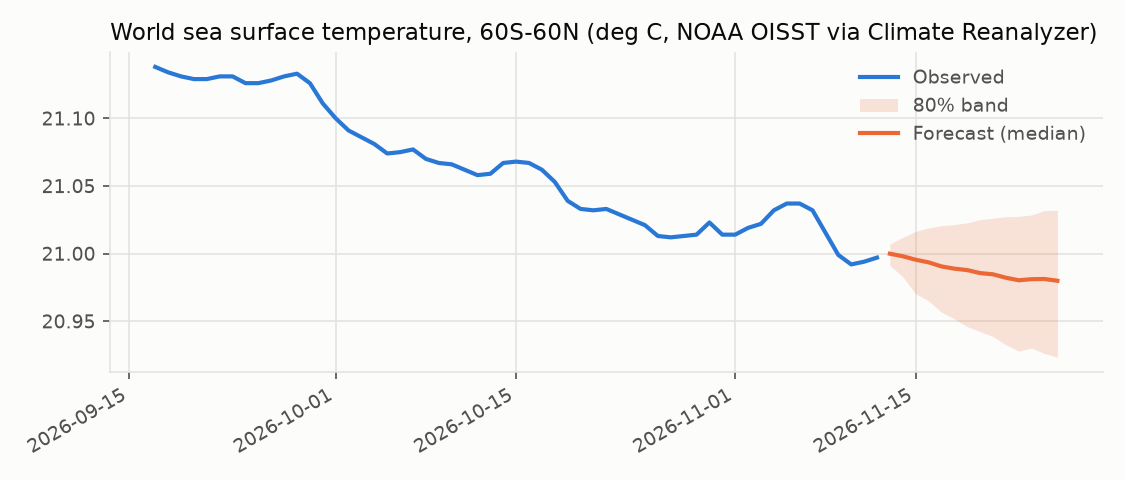 World sea surface temperature, 60S-60N (deg C, NOAA OISST via Climate Reanalyzer)
Observed
80% band
Forecast (median)
21.10
21.05
21.00
20.95
2026-09-15
2026-10-01
2026-10-15
2026-11-01
2026-11-15